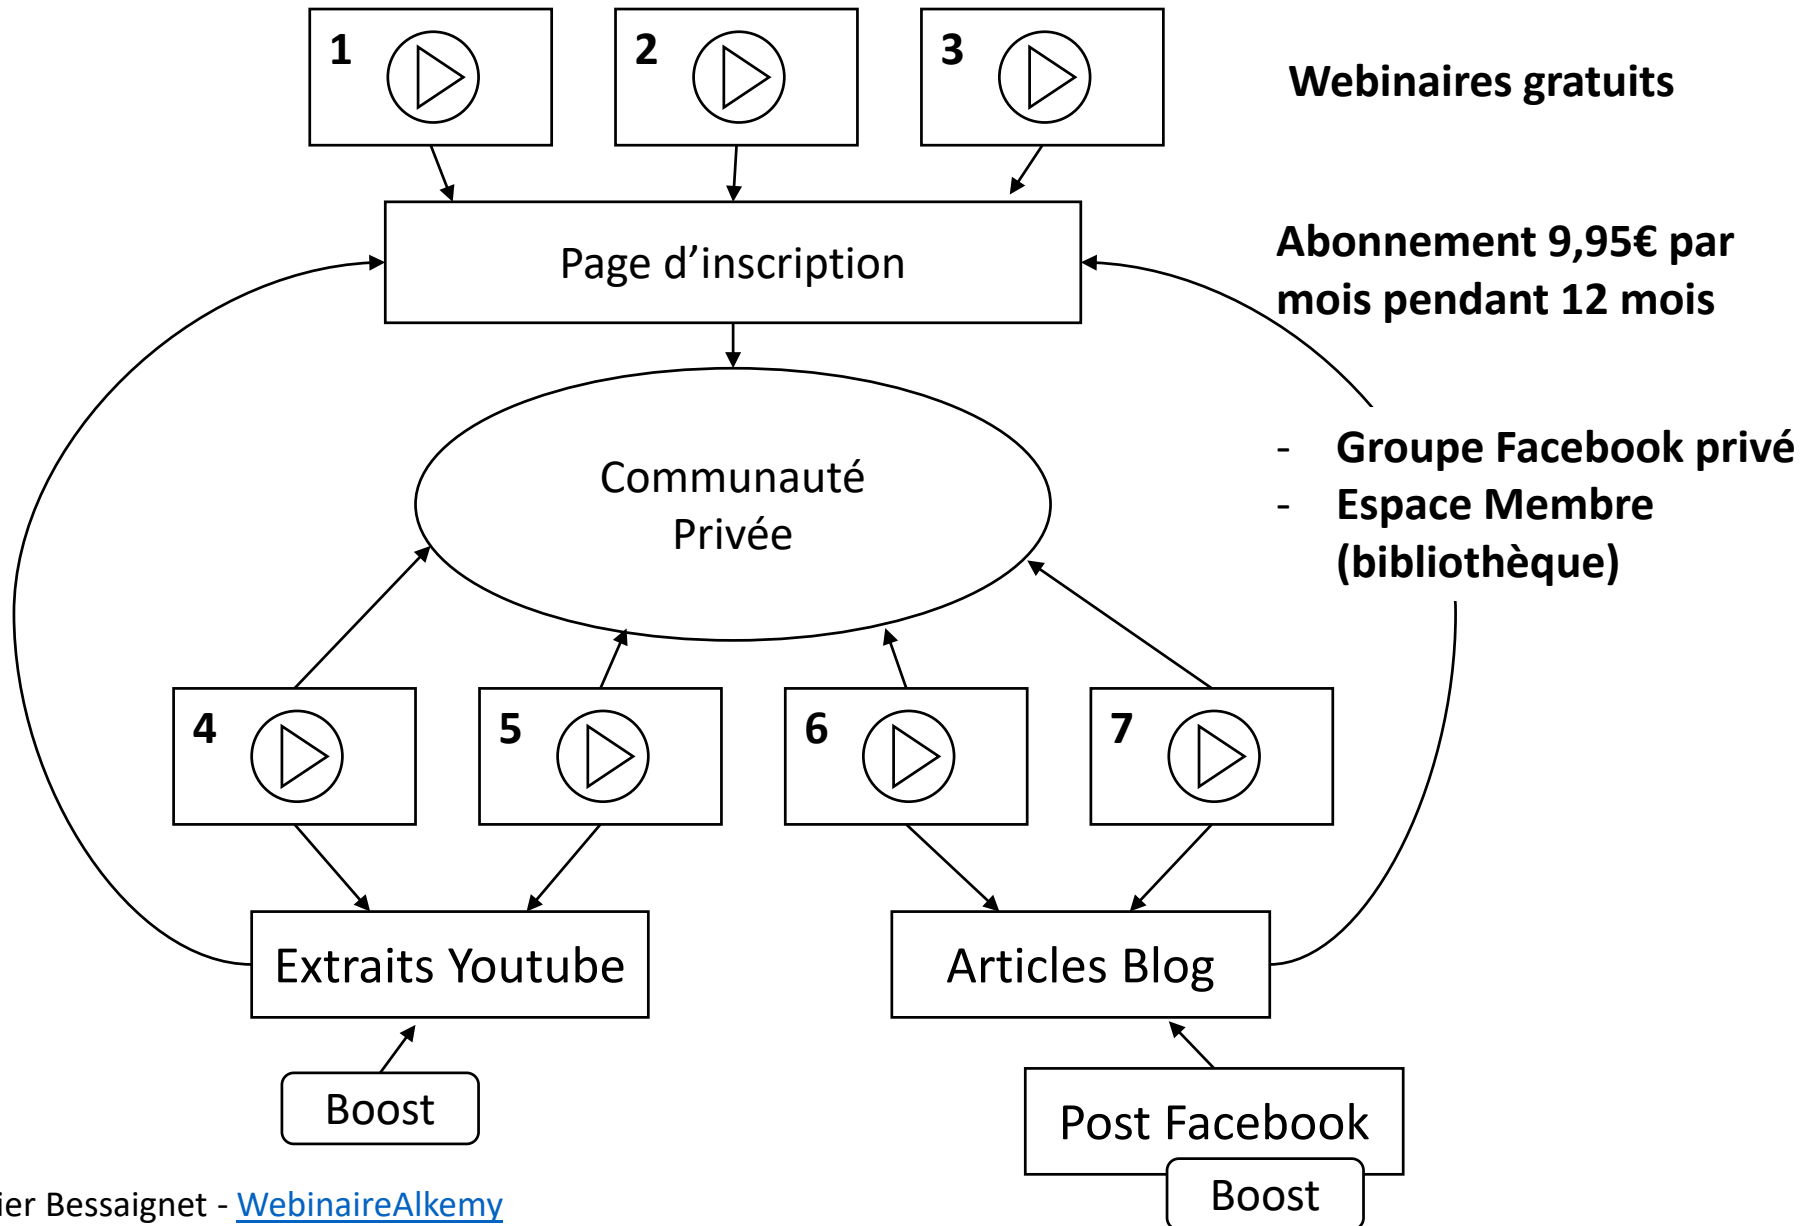 1
2
3
Webinaires gratuits
Page d’inscription
Abonnement 9,95€ par
mois pendant 12 mois
Communauté
Privée
- Groupe Facebook privé
- Espace Membre
(bibliothèque)
4
5
6
7
Extraits Youtube
Articles Blog
Boost
Post Facebook
Boost
ier Bessaignet - WebinaireAlkemy